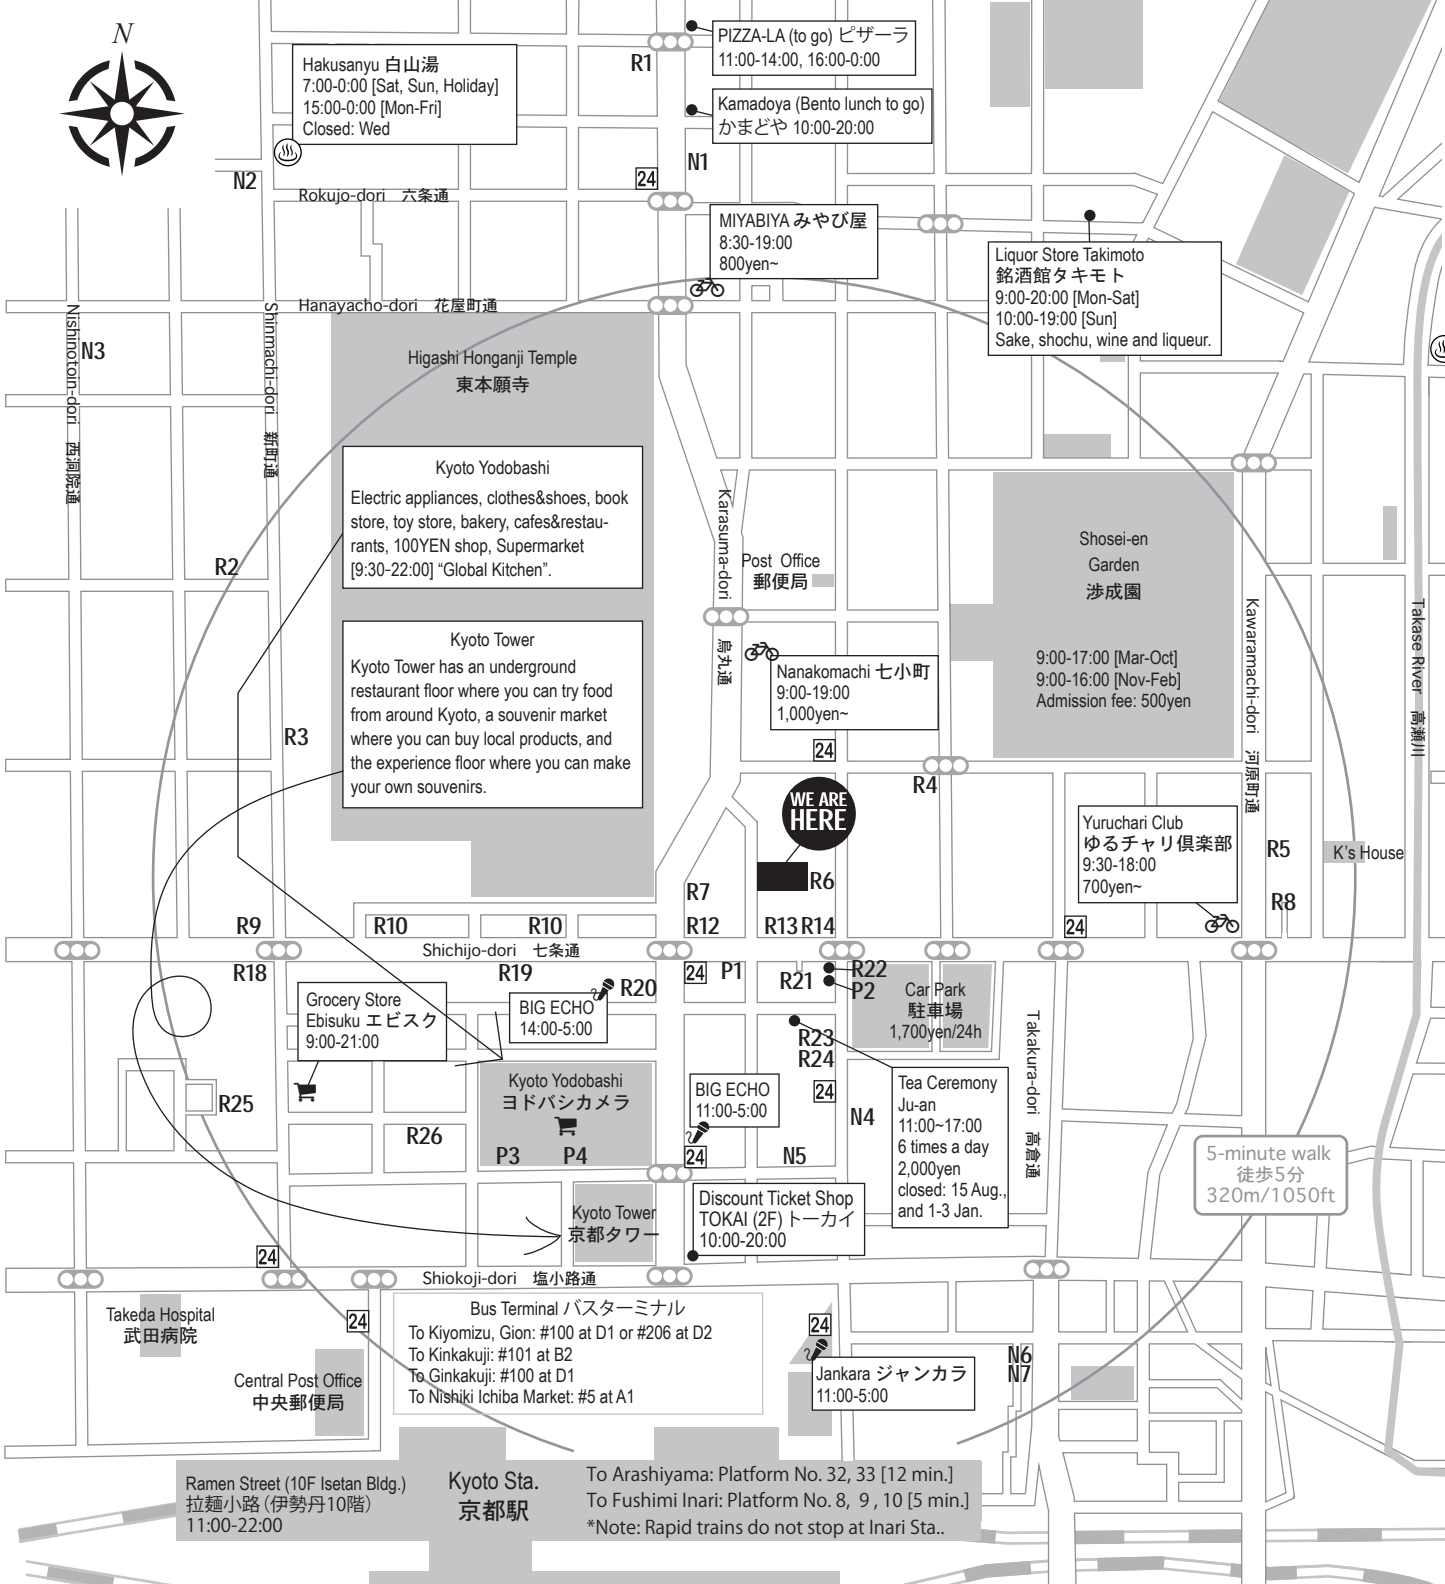 N
Hakusanyu 白山湯
7:00-0:00 [Sat, Sun, Holiday]
15:00-0:00 [Mon-Fri]
Closed: Wed
R1
PIZZA-LA (to go) ピザーラ
11:00-14:00, 16:00-0:00
Kamadoya (Bento lunch to go)
かまどや 10:00-20:00
N1
N2
24
Rokujo-dori 六条通
MIYABIYA みやび屋
8:30-19:00
800yen~
Liquor Store Takimoto
銘酒館タキモト
9:00-20:00 [Mon-Sat]
10:00-19:00 [Sun]
Sake, shochu, wine and liqueur.
Hanayacho-dori 花屋町通
Nishinotoin-dori 西洞院通
N3
Shinmachi-dori 新町通
Higashi Honganji Temple
東本願寺
Kyoto Yodobashi
Electric appliances, clothes&shoes, book
store, toy store, bakery, cafes&restau-
rants, 100YEN shop, Supermarket
[9:30-22:00] “Global Kitchen”.
Karasuma-dori 烏丸通
Post Office
郵便局
Shosei-en
Garden
渉成園
9:00-17:00 [Mar-Oct]
9:00-16:00 [Nov-Feb]
Admission fee: 500yen
Kawaramachi-dori 河原町通
Takase River 高瀬川
R2
Kyoto Tower
Kyoto Tower has an underground
restaurant floor where you can try food
from around Kyoto, a souvenir market
where you can buy local products, and
the experience floor where you can make
your own souvenirs.
R3
Nanakomachi 七小町
9:00-19:00
1,000yen~
24
R4
WE ARE
HERE
Yuruchari Club
ゆるチャリ倶楽部
9:30-18:00
700yen~
R5
K's House
R6
R7
R8
R9
R10
R10
R12
R13
R14
24
Shichijo-dori 七条通
R18
R19
R20
24
P1
R21
R22
P2
Car Park
駐車場
1,700yen/24h
Grocery Store
Ebisuku エビスク
9:00-21:00
BIG ECHO
14:00-5:00
R23
R24
Takakura-dori 高倉通
Kyoto Yodobashi
ヨドバシカメラ
P3
P4
BIG ECHO
11:00-5:00
24
24
N4
N5
Tea Ceremony
Ju-an
11:00~17:00
6 times a day
2,000yen
closed: 15 Aug.,
and 1-3 Jan.
R25
R26
5-minute walk
徒歩5分
320m/1050ft
Kyoto Tower
京都タワー
Discount Ticket Shop
TOKAI (2F) トーカイ
10:00-20:00
24
Shiokoji-dori 塩小路通
Takeda Hospital
武田病院
24
Bus Terminal バスターミナル
To Kiyomizu, Gion: #100 at D1 or #206 at D2
To Kinkakuji: #101 at B2
To Ginkakuji: #100 at D1
To Nishiki Ichiba Market: #5 at A1
24
Jankara ジャンカラ
11:00-5:00
N6
N7
Central Post Office
中央郵便局
Ramen Street (10F Isetan Bldg.)
拉麺小路（伊勢丹10階）
11:00-22:00
Kyoto Sta.
京都駅
To Arashiyama: Platform No. 32, 33 [12 min.]
To Fushimi Inari: Platform No. 8, 9 , 10 [5 min.]
*Note: Rapid trains do not stop at Inari Sta..